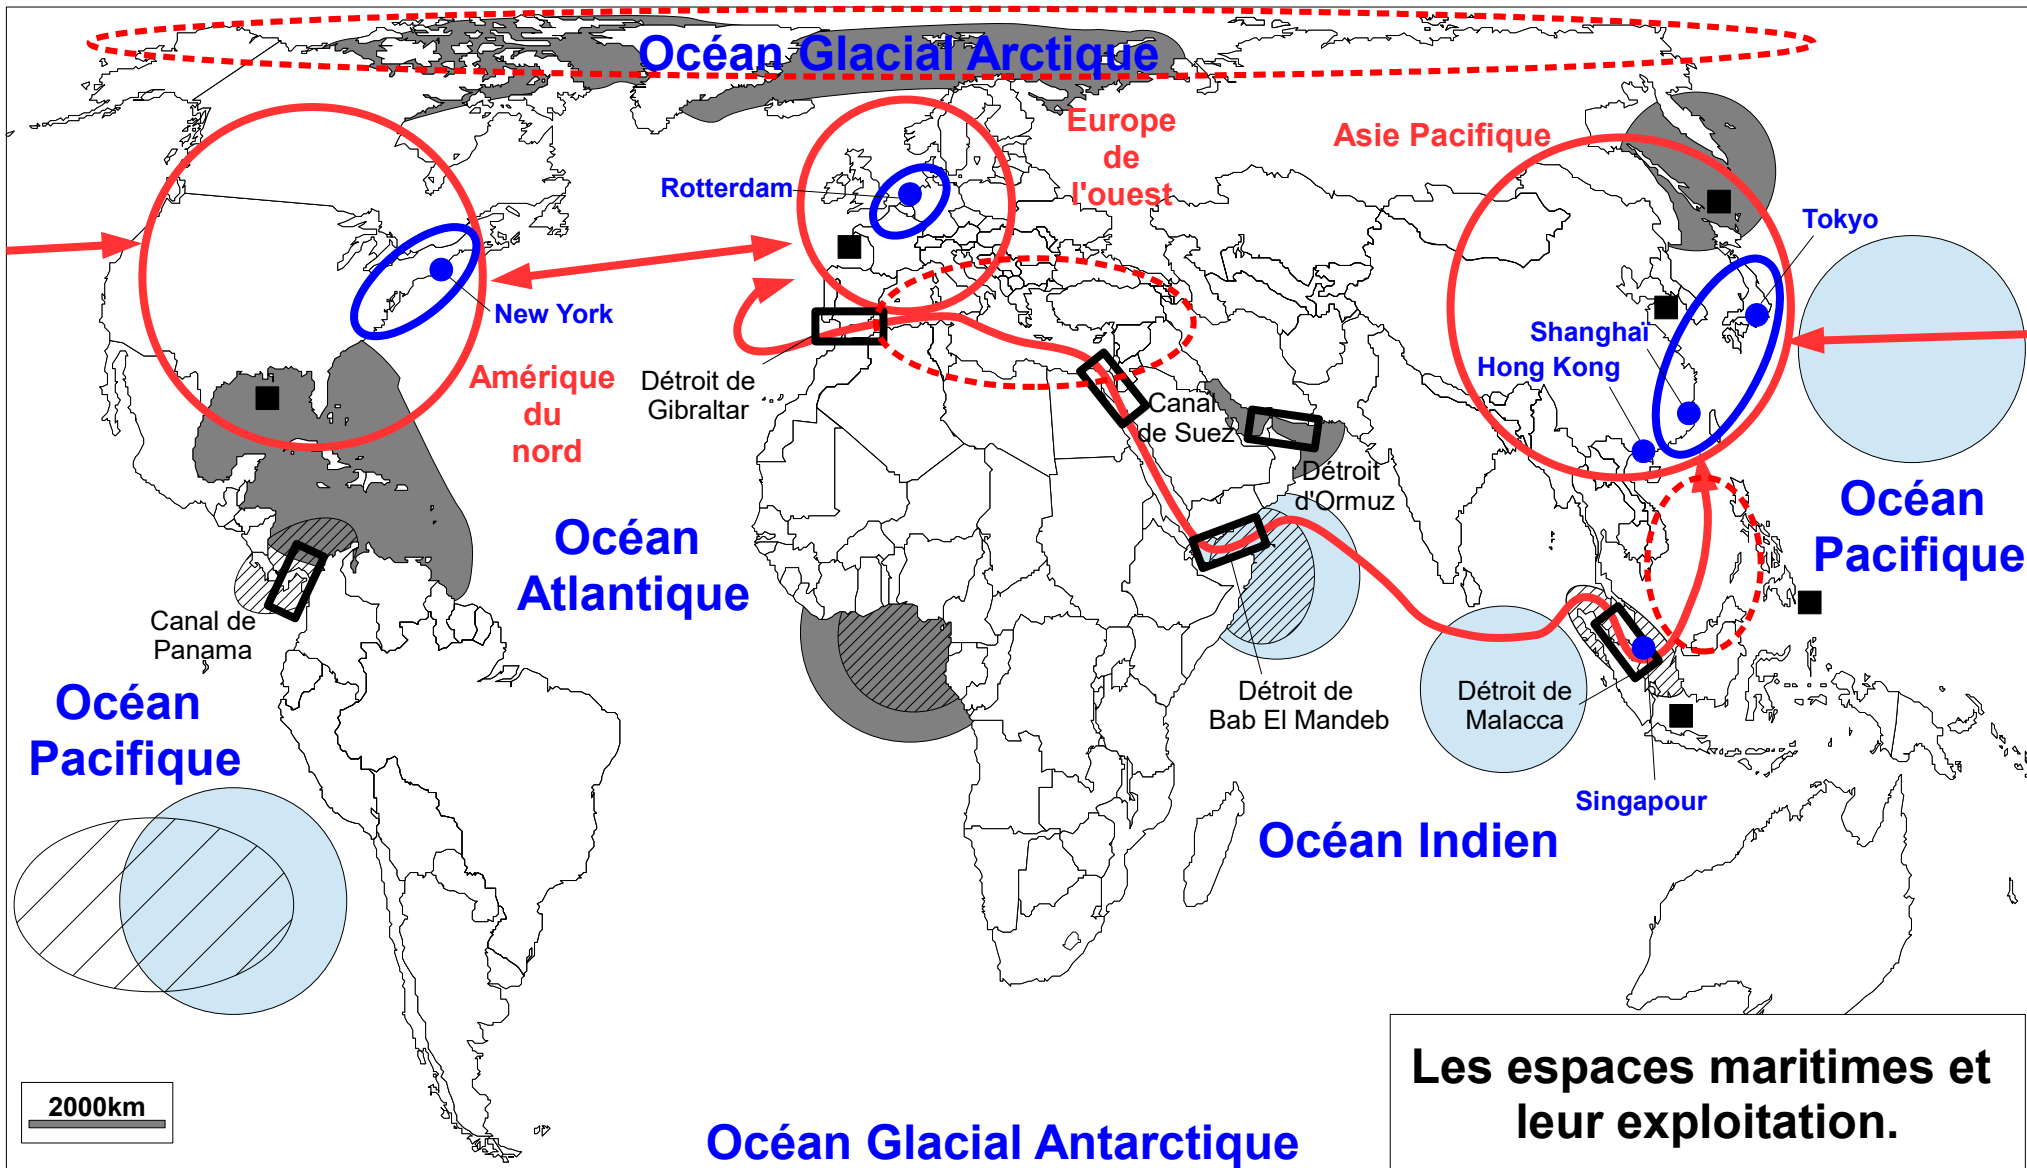 Océan Glacial Arctique
Europe
de
l'ouest
Asie Pacifique
Rotterdam
Tokyo
New York
Shanghaï
Hong Kong
Amérique
du
nord
Détroit de
Gibraltar
Canal
de Suez
Détroit
d'Ormuz
Océan
Pacifique
Océan
Atlantique
Canal de
Panama
Détroit de
Bab El Mandeb
Détroit de
Malacca
Océan
Pacifique
Singapour
Océan Indien
2000km
Océan Glacial Antarctique
Les espaces maritimes et
leur exploitation.